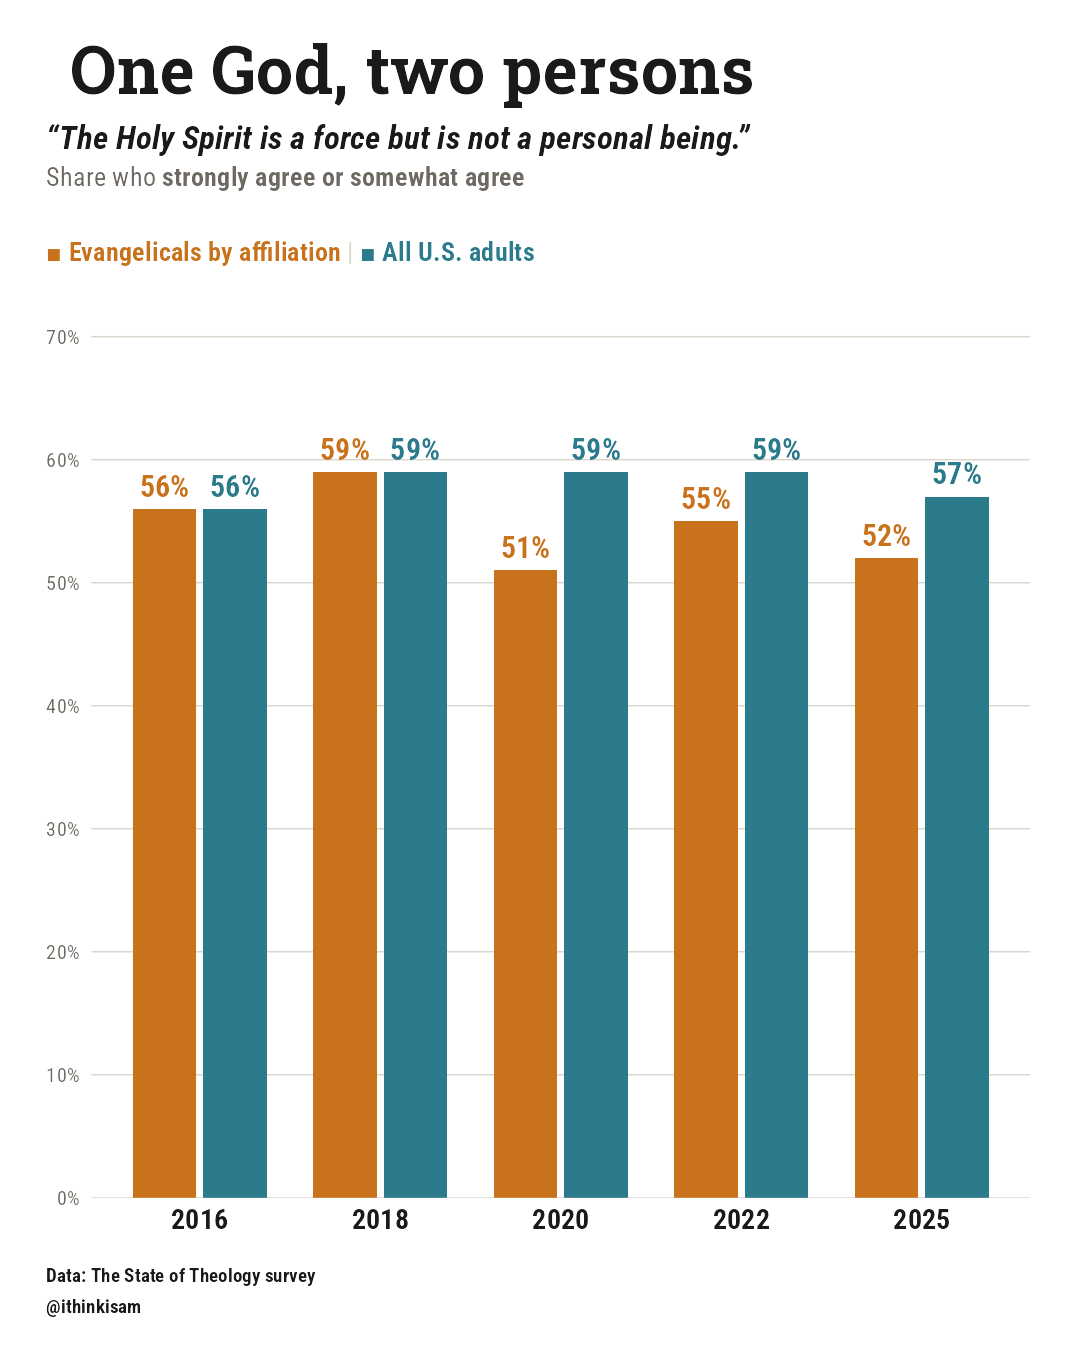 One God, two persons
“The Holy Spirit is a force but is not a personal being.”
Share who strongly agree or somewhat agree
Evangelicals by affiliation | All U.S. adults
70%
60%
50%
40%
30%
20%
10%
0%
56% 56%
59% 59%
51% 59%
55% 59%
52% 57%
2016 2018 2020 2022 2025
Data: The State of Theology survey
@ithinkisam